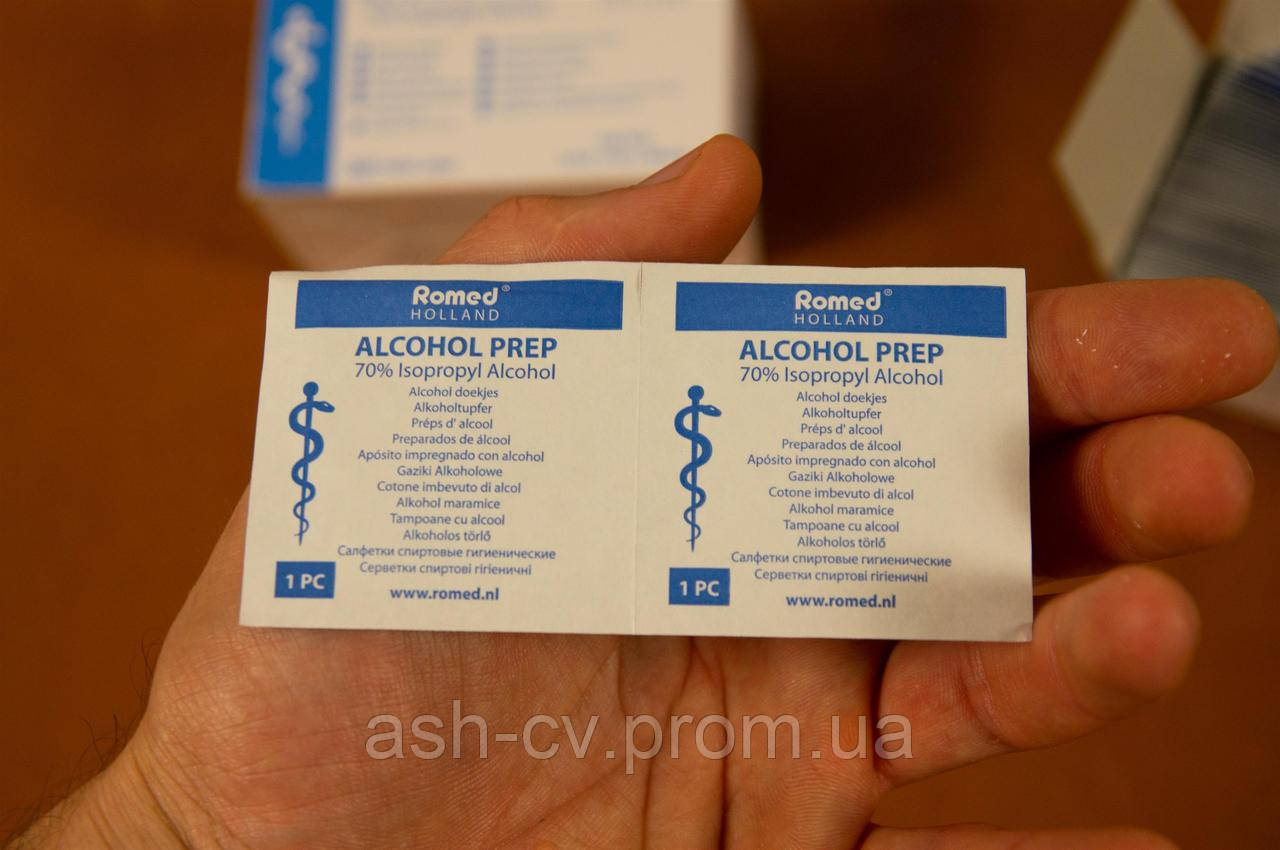 Romed®
HOLLAND
ALCOHOL PREP
70% Isopropyl Alcohol
Alcohol doekjes
Alkoholtupfer
Préps d' alcool
Preparados de álcool
Apósito impregnado con alcohol
Gaziki Alkoholowe
Cotone imbevuto di alcol
Alkohol maramice
Tampoane cu alcool
Alkoholos törlő
Салфетки спиртовые гигиенические
Серветки спиртові гігієнічні
1 PC
www.romed.nl
Romed®
HOLLAND
ALCOHOL PREP
70% Isopropyl Alcohol
Alcohol doekjes
Alkoholtupfer
Préps d' alcool
Preparados de álcool
Apósito impregnado con alcohol
Gaziki Alkoholowe
Cotone imbevuto di alcol
Alkohol maramice
Tampoane cu alcool
Alkoholos törlő
Салфетки спиртовые гигиенические
Серветки спиртові гігієнічні
1 PC
www.romed.nl
ash-cv.prom.ua